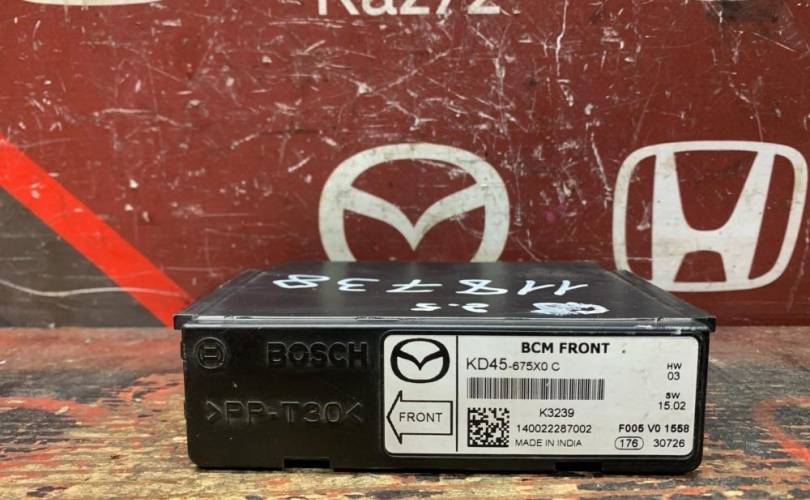 Kaz72
118738
2.5
BOSCH
>PP-T30<
BCM FRONT
KD45-675X0 C
HW
03
SW
15.02
FRONT
K3239
140022287002
F005 V0 1558
MADE IN INDIA
176 30726